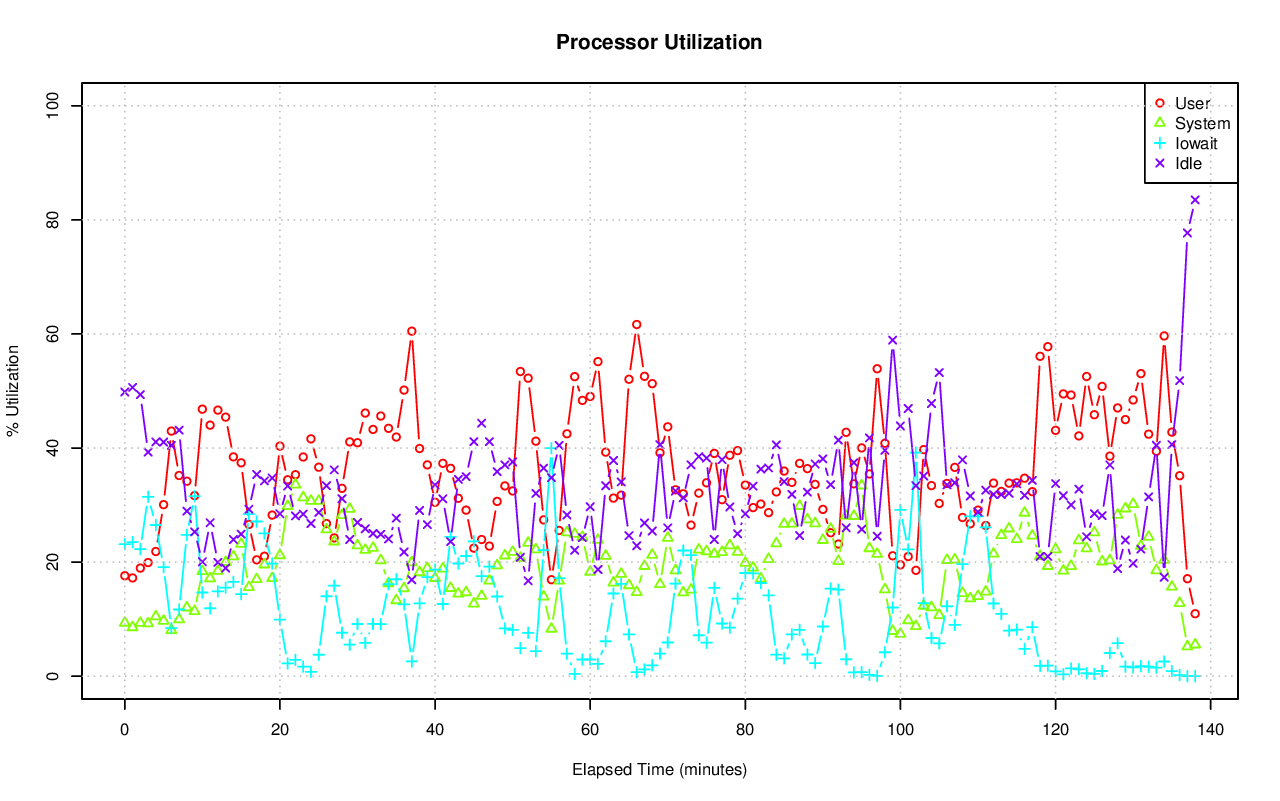 Processor Utilization
User
System
Iowait
Idle
% Utilization
100
80
60
40
20
0
0 20 40 60 80 100 120 140
Elapsed Time (minutes)